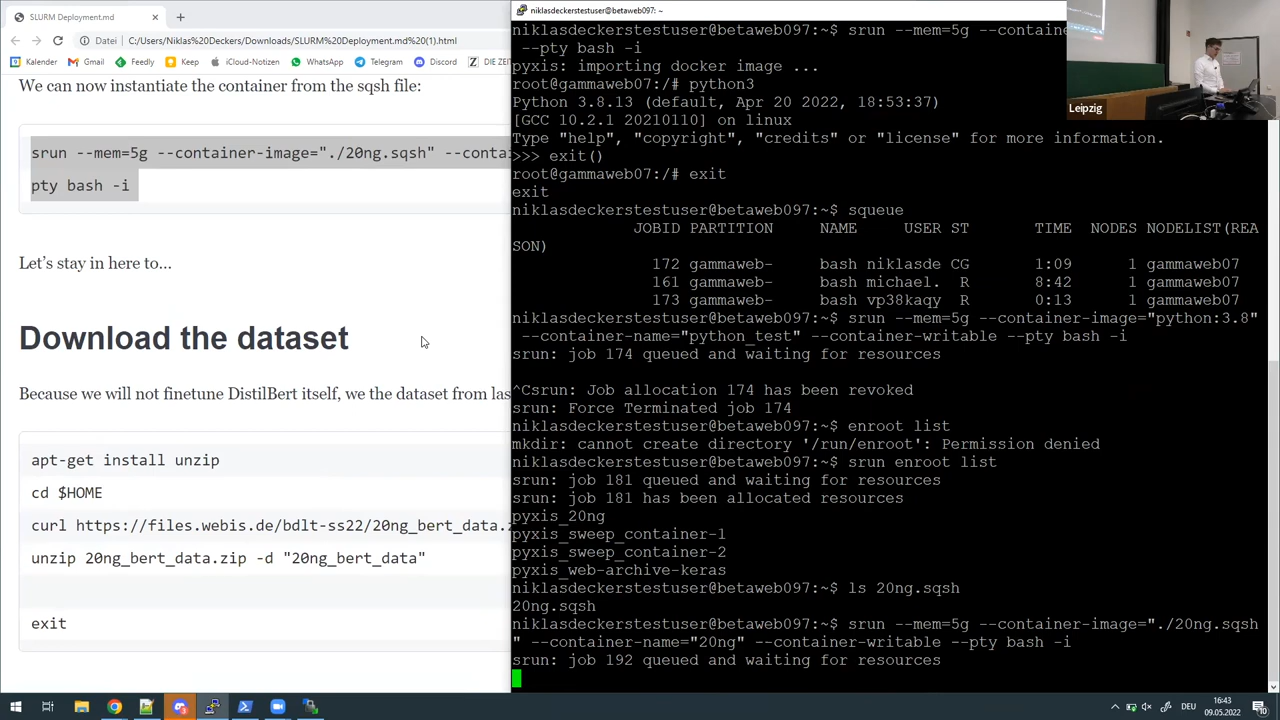 SLURM Deployment.md
Datei
C:/Users/Niklas%20Deckers/Downloads/SLURM%20Deployment.md%20(1).html
Kalender
Gmail
Feedly
Keep
iCloud-Notizen
WhatsApp
Telegram
Discord
DIE ZEI
We can now instantiate the container from the sqsh file:
srun --mem=5g --container-image="./20ng.sqsh" --conta
pty bash -i
Let's stay in here to...
Download the dataset
Because we will not finetune DistilBert itself, we the dataset from las
apt-get install unzip
cd $HOME
curl https://files.webis.de/bdlt-ss22/20ng_bert_data.z
unzip 20ng_bert_data.zip -d "20ng_bert_data"
exit
niklasdeckerstestuser@betaweb097: ~
niklasdeckerstestuser@betaweb097:~$ srun --mem=5g --containe
--pty bash -i
pyxis: importing docker image ...
root@gammaweb07:/# python3
Python 3.8.13 (default, Apr 20 2022, 18:53:37)
[GCC 10.2.1 20210110] on linux
Type "help", "copyright", "credits" or "license" for more information.
>>> exit()
root@gammaweb07:/# exit
exit
niklasdeckerstestuser@betaweb097:~$ squeue
JOBID PARTITION NAME USER ST TIME NODES NODELIST(REA
SON)
172 gammaweb- bash niklasde CG 1:09 1 gammaweb07
161 gammaweb- bash michael. R 8:42 1 gammaweb07
173 gammaweb- bash vp38kaqy R 0:13 1 gammaweb07
niklasdeckerstestuser@betaweb097:~$ srun --mem=5g --container-image="python:3.8"
--container-name="python_test" --container-writable --pty bash -i
srun: job 174 queued and waiting for resources
^Csrun: Job allocation 174 has been revoked
srun: Force Terminated job 174
niklasdeckerstestuser@betaweb097:~$ enroot list
mkdir: cannot create directory '/run/enroot': Permission denied
niklasdeckerstestuser@betaweb097:~$ srun enroot list
srun: job 181 queued and waiting for resources
srun: job 181 has been allocated resources
pyxis_20ng
pyxis_sweep_container-1
pyxis_sweep_container-2
pyxis_web-archive-keras
niklasdeckerstestuser@betaweb097:~$ ls 20ng.sqsh
20ng.sqsh
niklasdeckerstestuser@betaweb097:~$ srun --mem=5g --container-image="./20ng.sqsh
" --container-name="20ng" --container-writable --pty bash -i
srun: job 192 queued and waiting for resources
Leipzig
DEU
16:43
09.05.2022
10